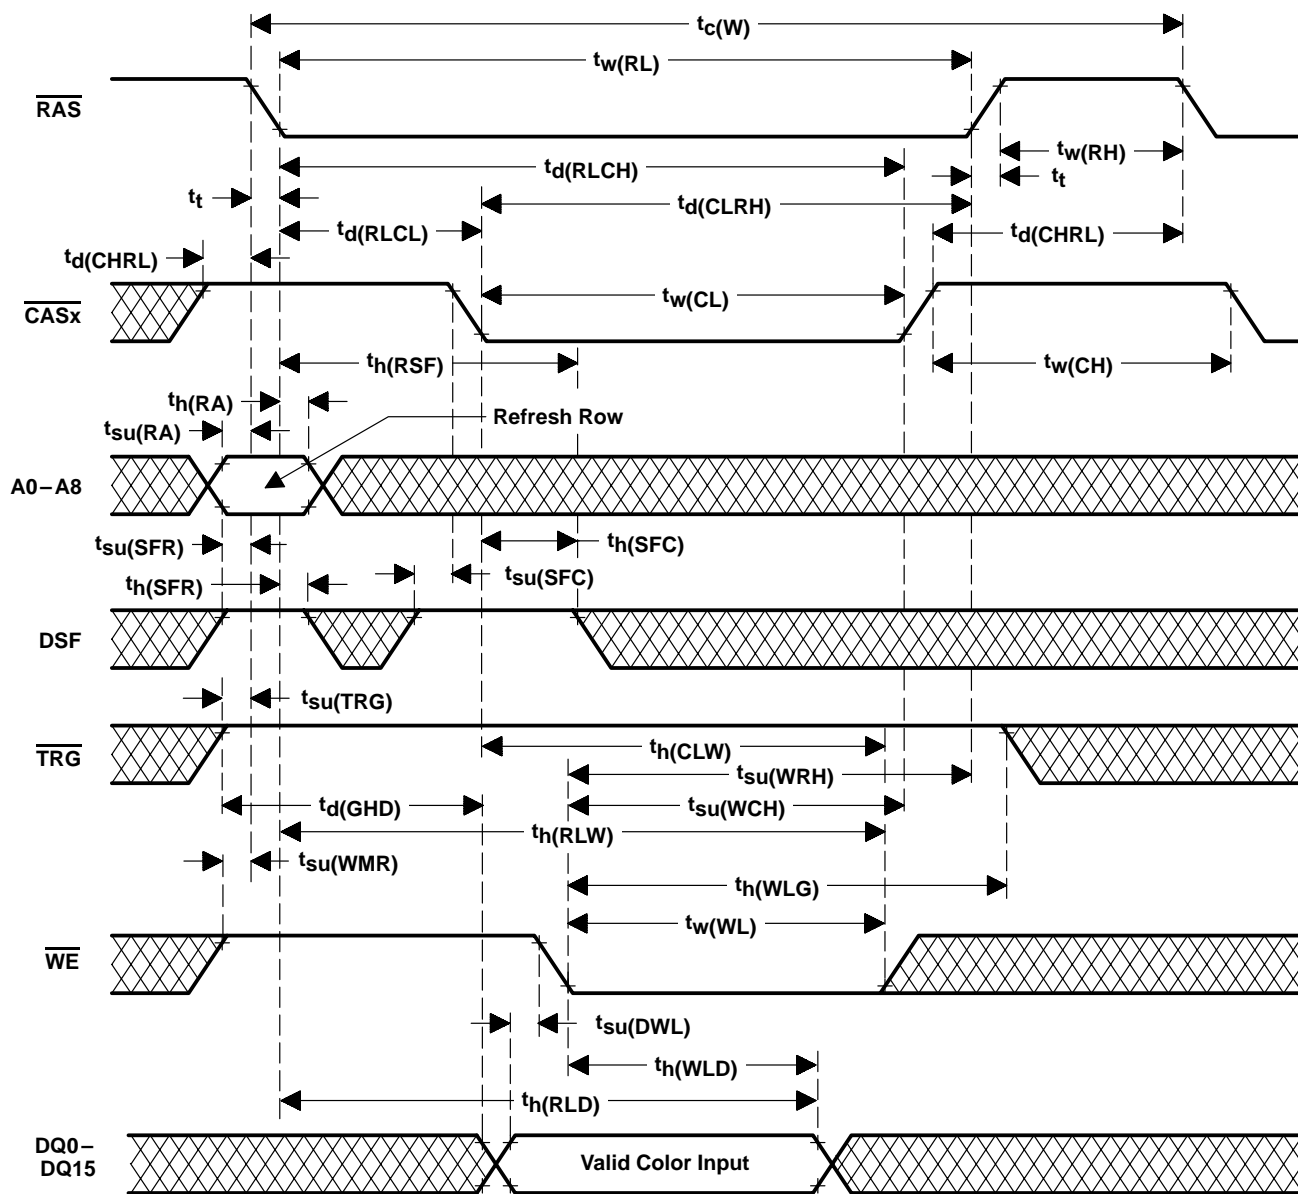 tc(W)
tw(RL)
RAS
tw(RH)
td(RLCH)
tt
tt
td(CLRH)
td(RLCL)
td(CHRL)
td(CHRL)
CASx
tw(CL)
th(RSF)
tw(CH)
th(RA)
Refresh Row
tsu(RA)
A0–A8
tsu(SFR)
th(SFC)
th(SFR)
tsu(SFC)
DSF
tsu(TRG)
TRG
th(CLW)
tsu(WRH)
td(GHD)
tsu(WCH)
th(RLW)
tsu(WMR)
th(WLG)
tw(WL)
WE
tsu(DWL)
th(WLD)
th(RLD)
DQ0–
DQ15
Valid Color Input